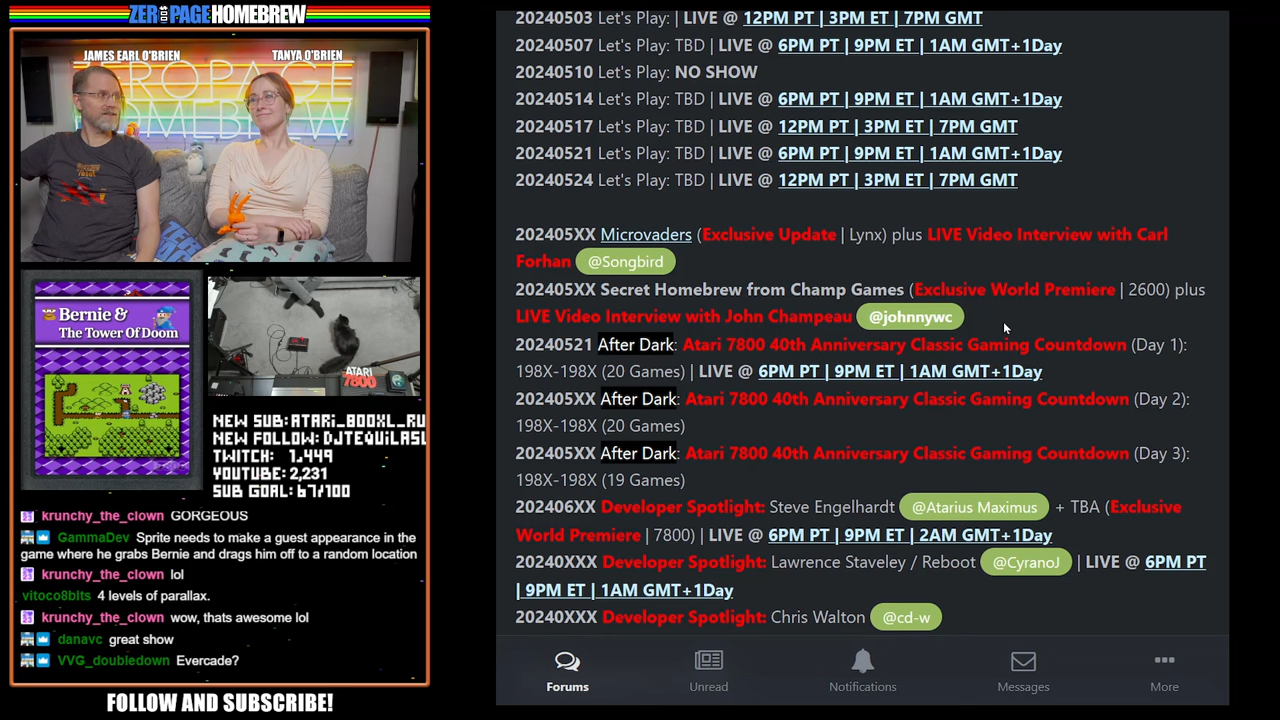 ZEROPAGE HOMEBREW
JAMES EARL O'BRIEN
TANYA O'BRIEN
ZEROPAGE
HOMEBREW
Bernie &
The Tower Of Doom
ATARI
7800
NEW SUB:ATARI_800XL_RU
NEW FOLLOW:DJTEQUILASL
TWITCH: 1,449
YOUTUBE: 2,231
SUB GOAL: 67/100
krunchy_the_clown GORGEOUS
GammaDev Sprite needs to make a guest appearance in the
game where he grabs Bernie and drags him off to a random location
krunchy_the_clown lol
vitoco8bits 4 levels of parallax.
krunchy_the_clown wow, thats awesome lol
danavc great show
VVG_doubledown Evercade?
FOLLOW AND SUBSCRIBE!
20240503 Let's Play: | LIVE @ 12PM PT | 3PM ET | 7PM GMT
20240507 Let's Play: TBD | LIVE @ 6PM PT | 9PM ET | 1AM GMT+1Day
20240510 Let's Play: NO SHOW
20240514 Let's Play: TBD | LIVE @ 6PM PT | 9PM ET | 1AM GMT+1Day
20240517 Let's Play: TBD | LIVE @ 12PM PT | 3PM ET | 7PM GMT
20240521 Let's Play: TBD | LIVE @ 6PM PT | 9PM ET | 1AM GMT+1Day
20240524 Let's Play: TBD | LIVE @ 12PM PT | 3PM ET | 7PM GMT
202405XX Microvaders (Exclusive Update | Lynx) plus LIVE Video Interview with Carl
Forhan @Songbird
202405XX Secret Homebrew from Champ Games (Exclusive World Premiere | 2600) plus
LIVE Video Interview with John Champeau @johnnywc
20240521 After Dark: Atari 7800 40th Anniversary Classic Gaming Countdown (Day 1):
198X-198X (20 Games) | LIVE @ 6PM PT | 9PM ET | 1AM GMT+1Day
202405XX After Dark: Atari 7800 40th Anniversary Classic Gaming Countdown (Day 2):
198X-198X (20 Games)
202405XX After Dark: Atari 7800 40th Anniversary Classic Gaming Countdown (Day 3):
198X-198X (19 Games)
202406XX Developer Spotlight: Steve Engelhardt @Atarius Maximus + TBA (Exclusive
World Premiere | 7800) | LIVE @ 6PM PT | 9PM ET | 2AM GMT+1Day
20240XXX Developer Spotlight: Lawrence Staveley / Reboot @CyranoJ | LIVE @ 6PM PT
| 9PM ET | 1AM GMT+1Day
20240XXX Developer Spotlight: Chris Walton @cd-w
Forums
Unread
Notifications
Messages
More